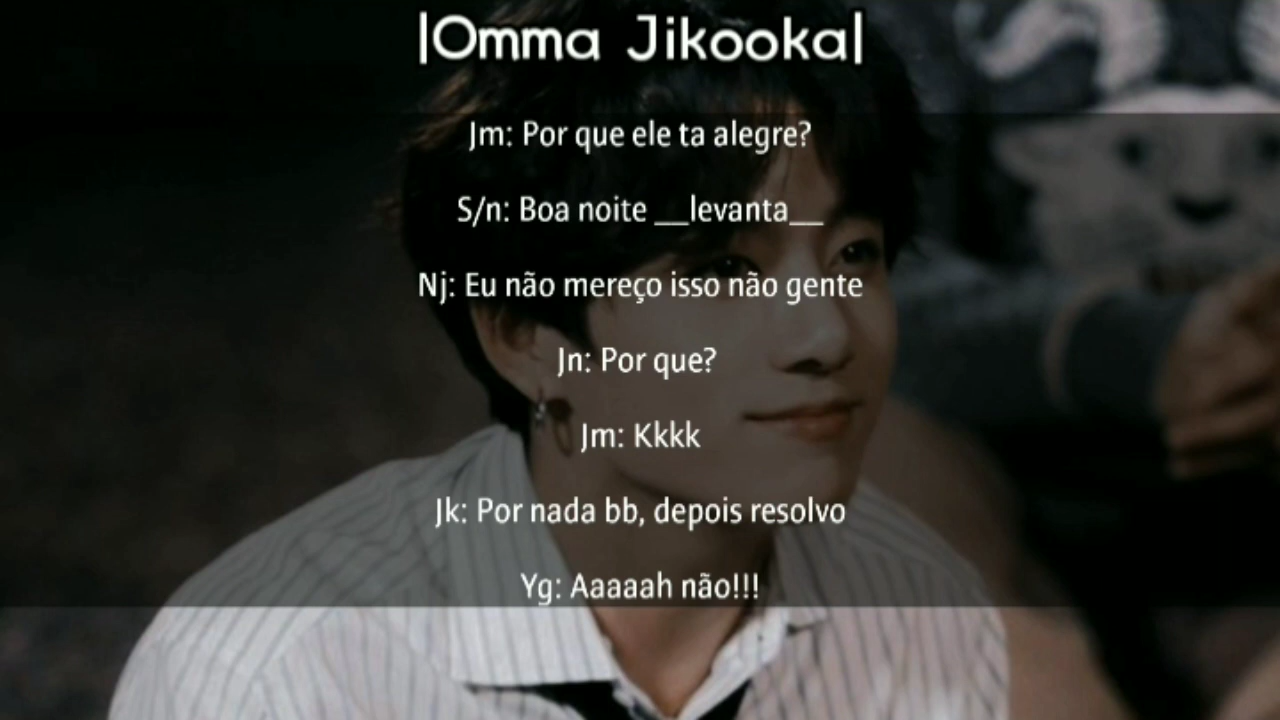 |Omma Jikooka|
Jm: Por que ele ta alegre?
S/n: Boa noite __levanta__
Nj: Eu não mereço isso não gente
Jn: Por que?
Jm: Kkkk
Jk: Por nada bb, depois resolvo
Yg: Aaaaah não!!!